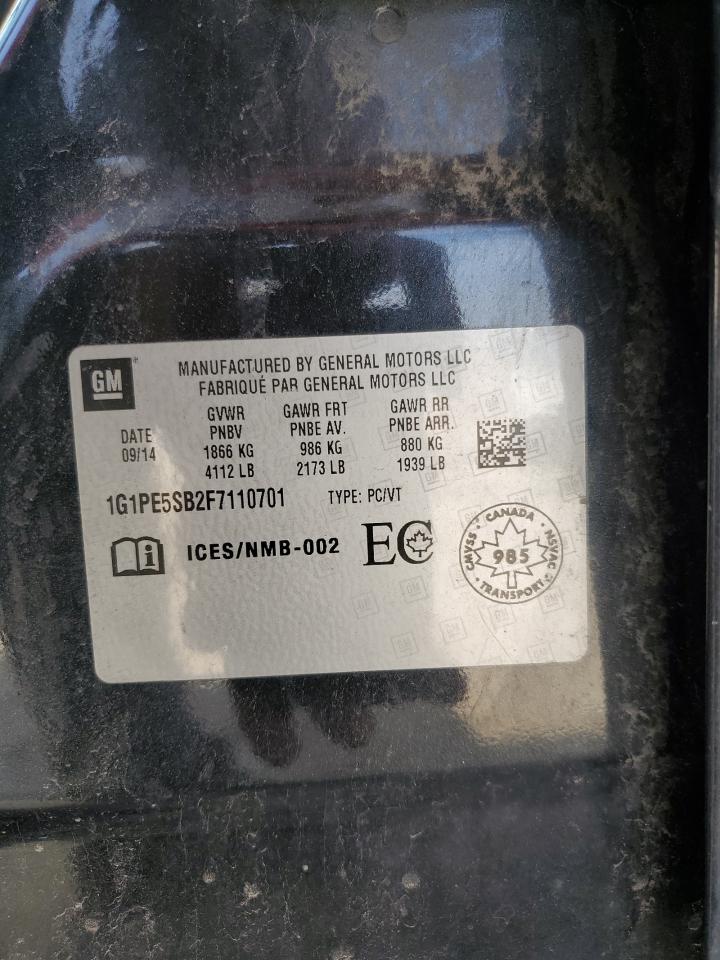 GM
MANUFACTURED BY GENERAL MOTORS LLC
FABRIQUÉ PAR GENERAL MOTORS LLC
DATE
09/14
GVWR
PNBV
1866 KG
4112 LB
GAWR FRT
PNBE AV.
986 KG
2173 LB
GAWR RR
PNBE ARR.
880 KG
1939 LB
1G1PE5SB2F7110701 TYPE: PC/VT
i ICES/NMB-002 EC
CANADA
CMVSS 985 NSVAC
TRANSPORT